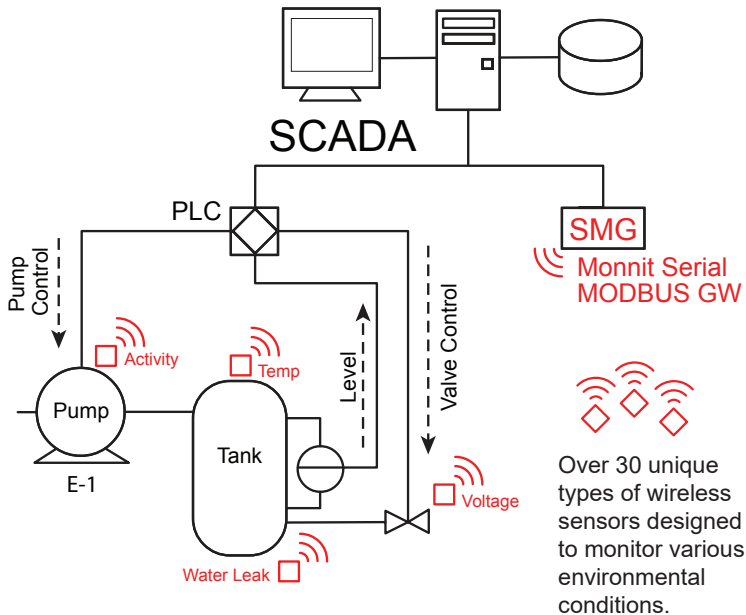 SCADA
PLC
SMG
Monnit Serial
MODBUS GW
Pump
Control
Activity
Temp
Level
Valve Control
Pump
Tank
E-1
Voltage
Water Leak
Over 30 unique
types of wireless
sensors designed
to monitor various
environmental
conditions.